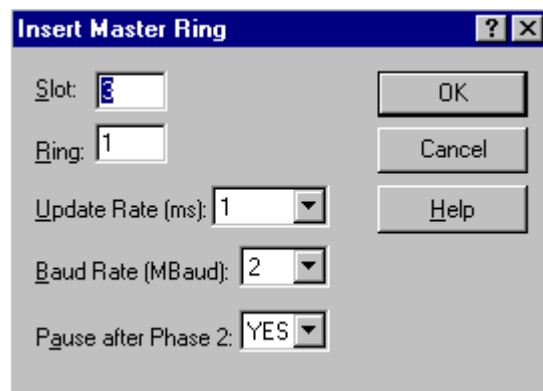 Insert Master Ring
Slot: 3
OK
Ring: 1
Cancel
Update Rate (ms): 1
Help
Baud Rate (MBaud): 2
Pause after Phase 2: YES